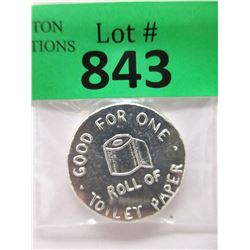 TON
TIONS
Lot #
843
GOOD FOR ONE
ROLL OF
TOILET PAPER